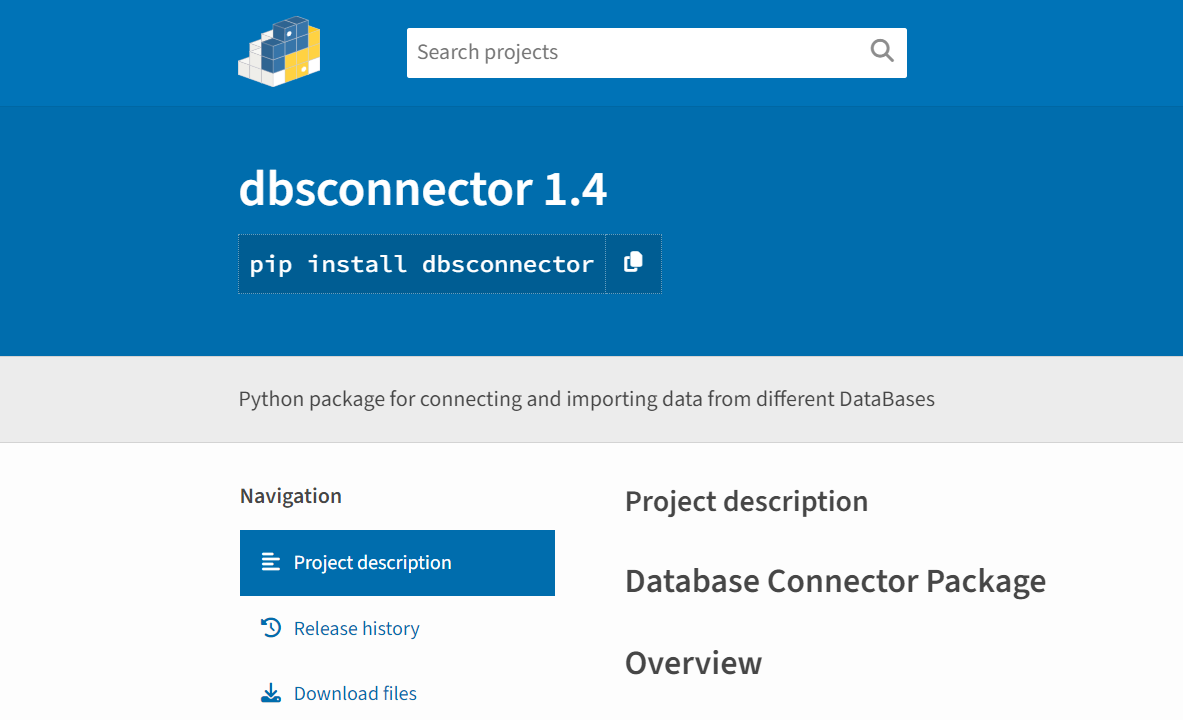 Search projects
dbsconnector 1.4
pip install dbsconnector
Python package for connecting and importing data from different DataBases
Navigation
Project description
Release history
Download files
Project description
Database Connector Package
Overview